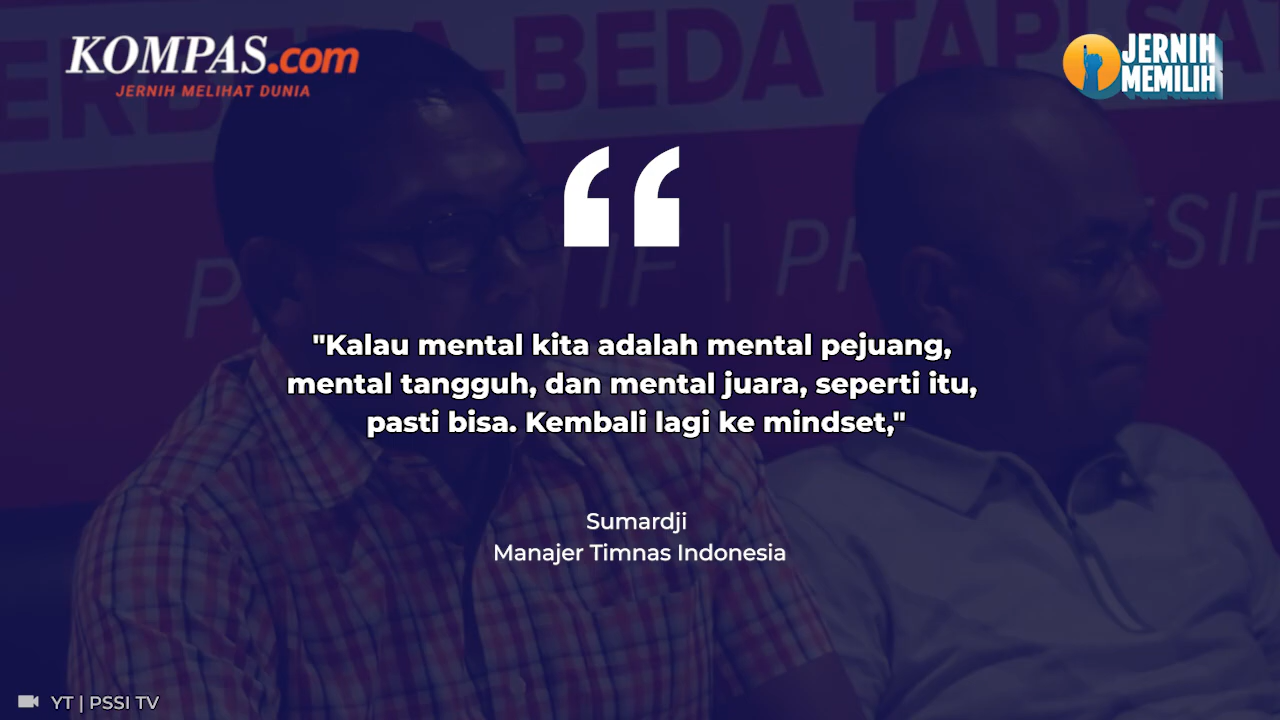 KOMPAS.com
JERNIH MELIHAT DUNIA
JERNIH
MEMILIH
"Kalau mental kita adalah mental pejuang,
mental tangguh, dan mental juara, seperti itu,
pasti bisa. Kembali lagi ke mindset,"
Sumardji
Manajer Timnas Indonesia
YT | PSSI TV